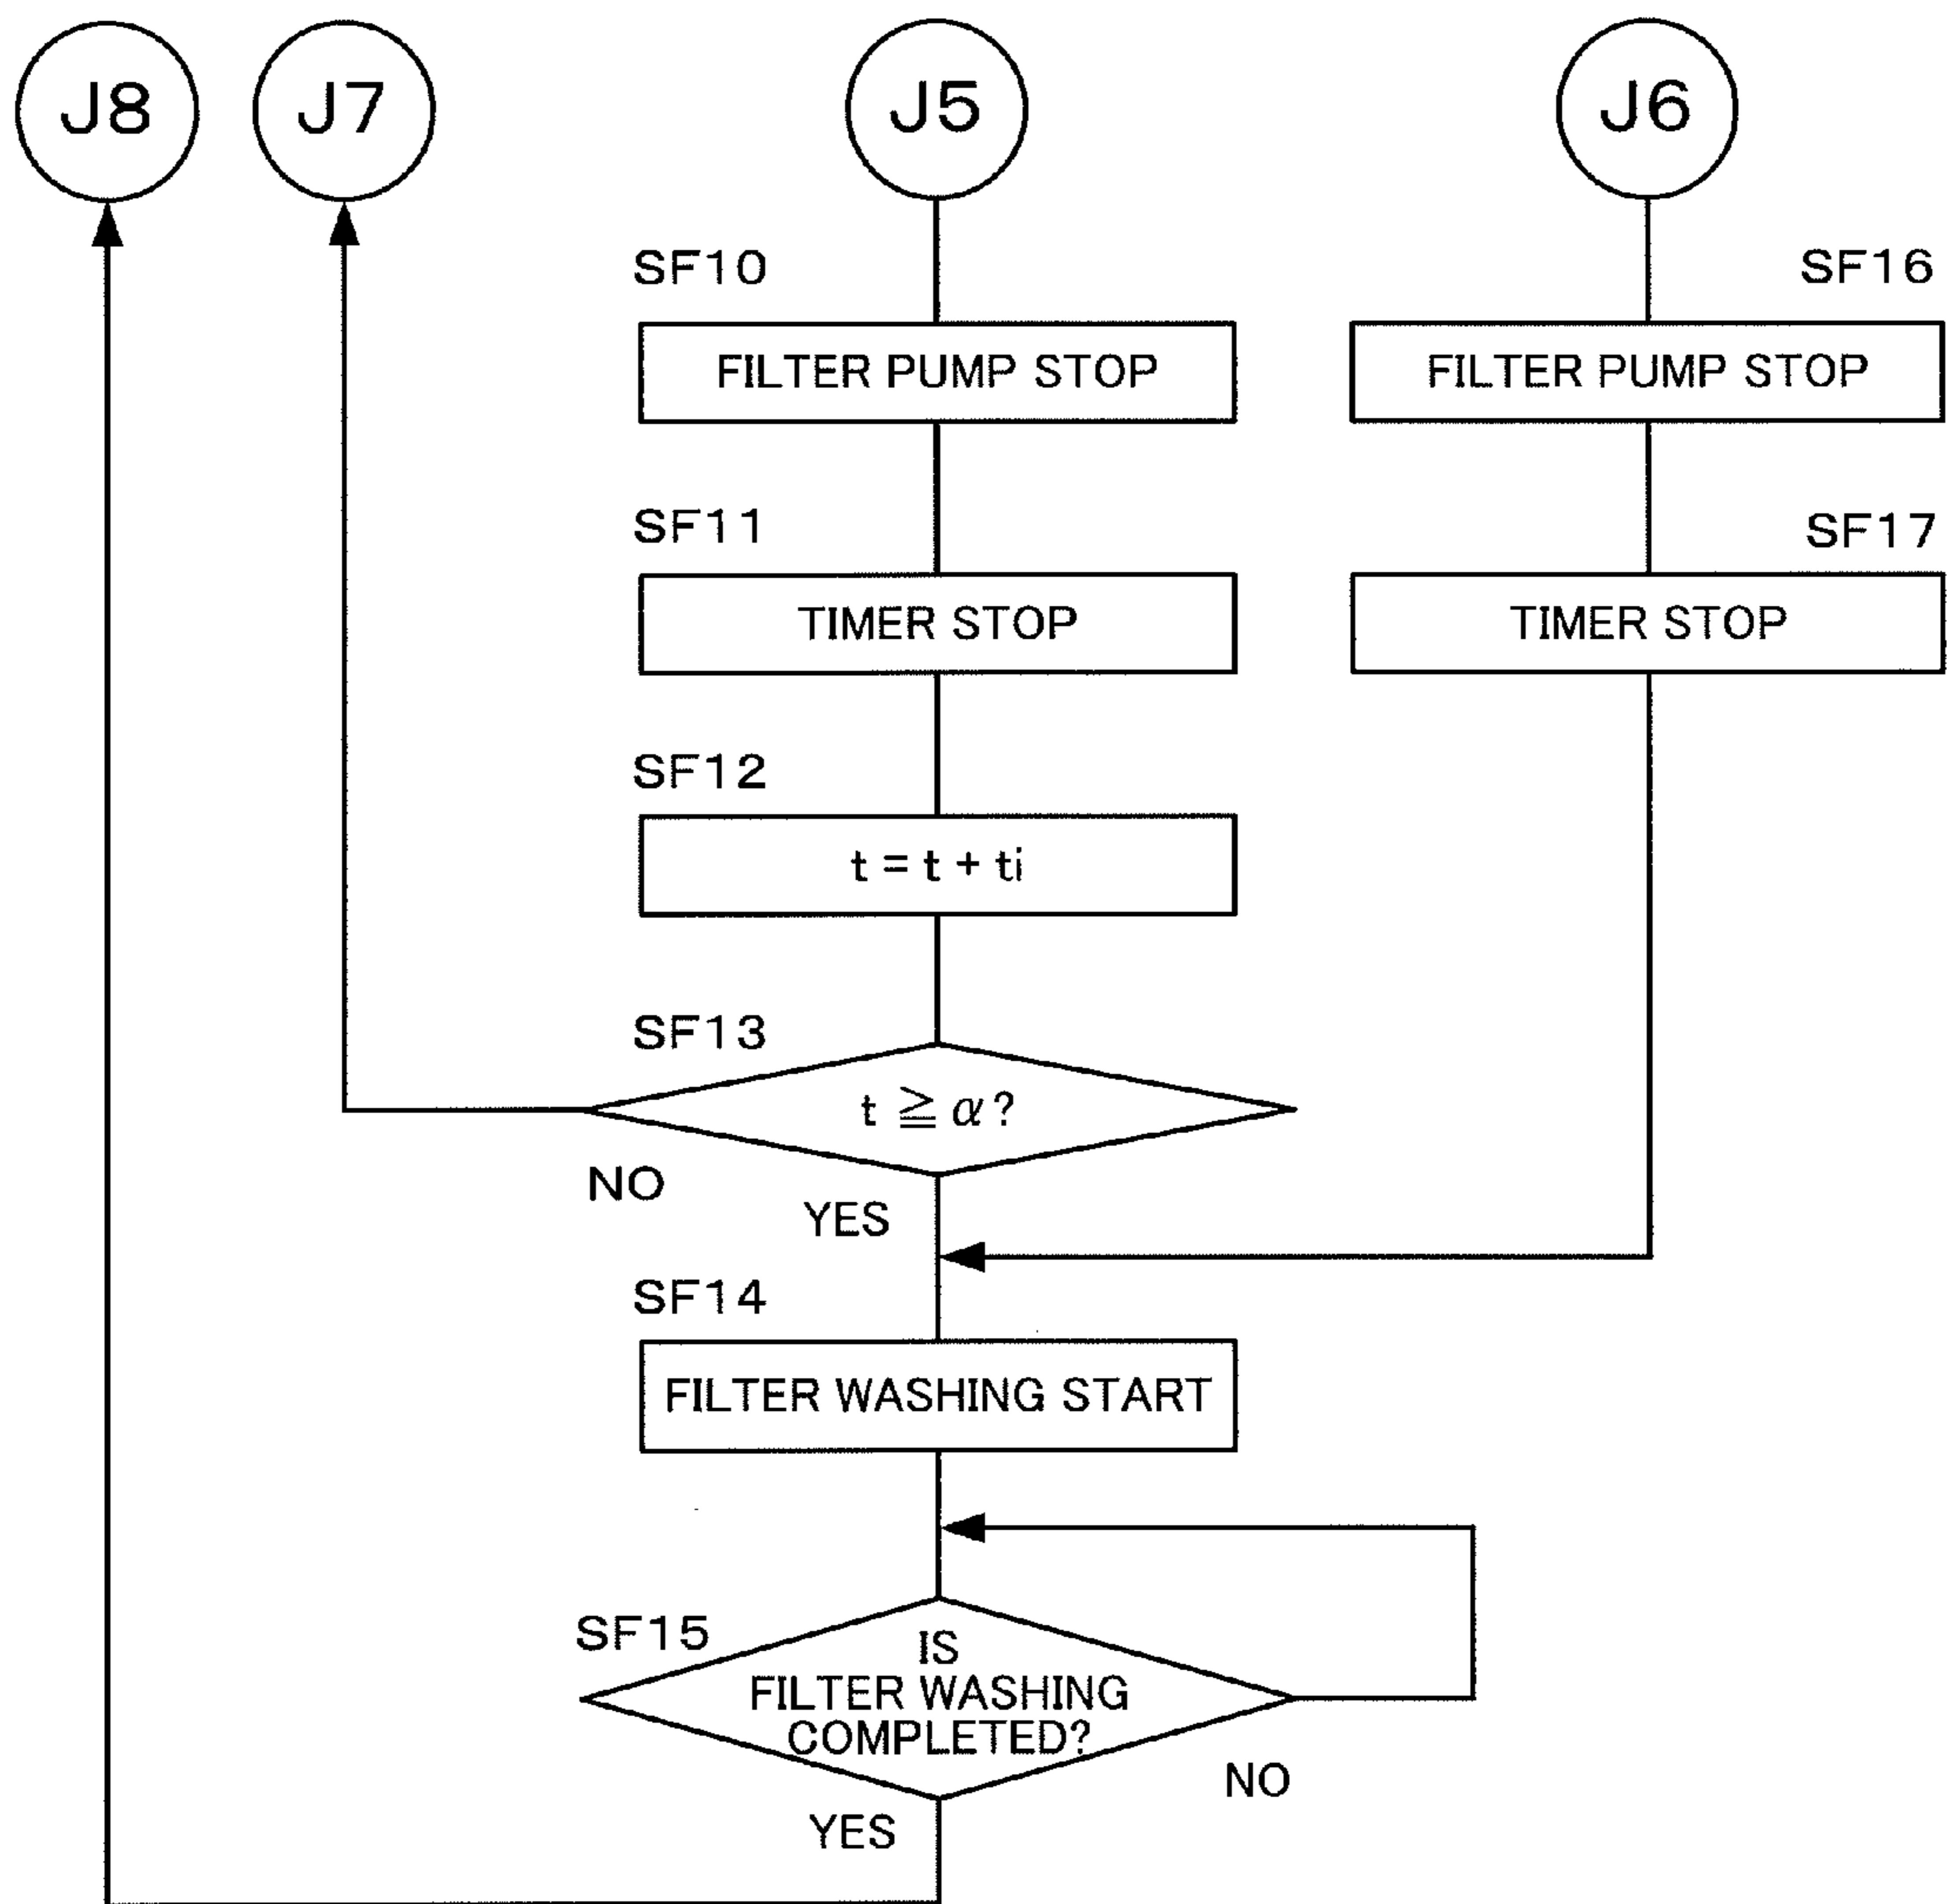 J8 J7 J5 J6
SF10 SF16
FILTER PUMP STOP FILTER PUMP STOP
SF11 SF17
TIMER STOP TIMER STOP
SF12
t = t + ti
SF13
t ≧ α?
NO
YES
SF14
FILTER WASHING START
SF15
IS
FILTER WASHING
COMPLETED?
NO
YES